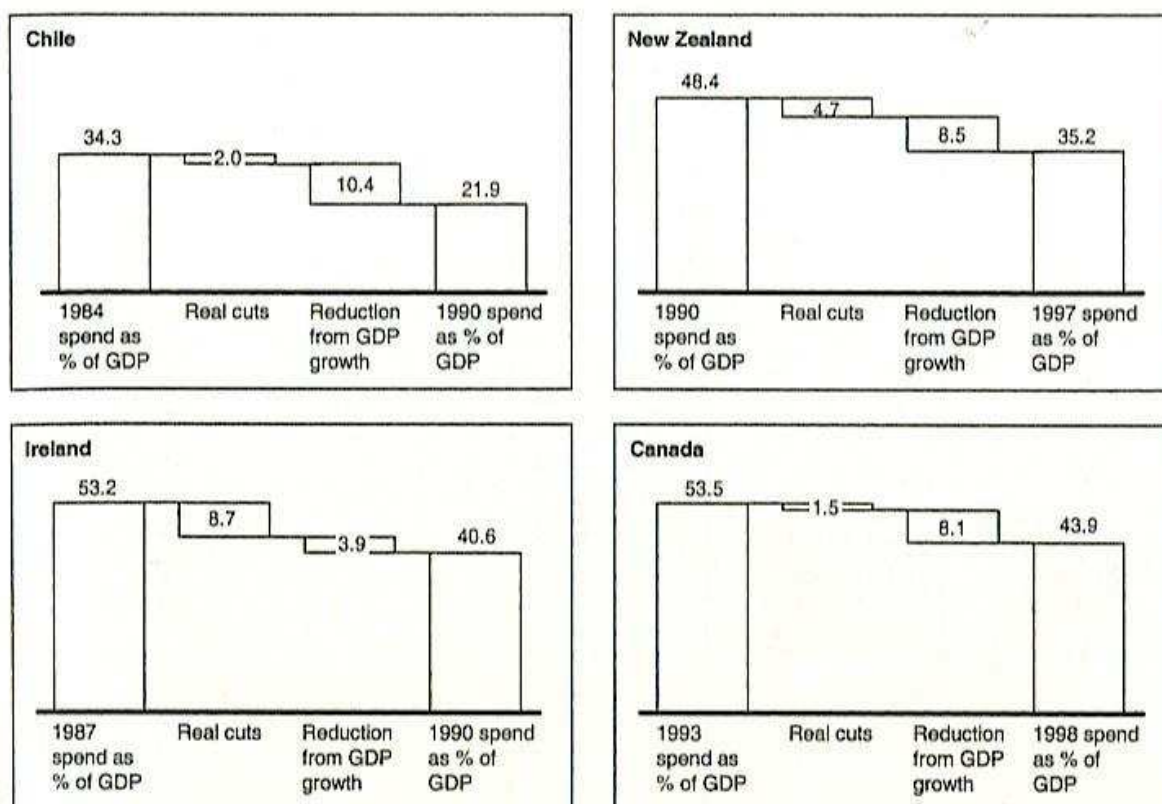 Chile
34.3
2.0
10.4
21.9
1984
spend as
% of GDP
Real cuts
Reduction
from GDP
growth
1990 spend
as % of
GDP
New Zealand
48.4
4.7
8.5
35.2
1990
spend as
% of GDP
Real cuts
Reduction
from GDP
growth
1997 spend
as % of
GDP
Ireland
53.2
8.7
3.9
40.6
1987
spend as
% of GDP
Real cuts
Reduction
from GDP
growth
1990 spend
as % of
GDP
Canada
53.5
1.5
8.1
43.9
1993
spend as
% of GDP
Real cuts
Reduction
from GDP
growth
1998 spend
as % of
GDP